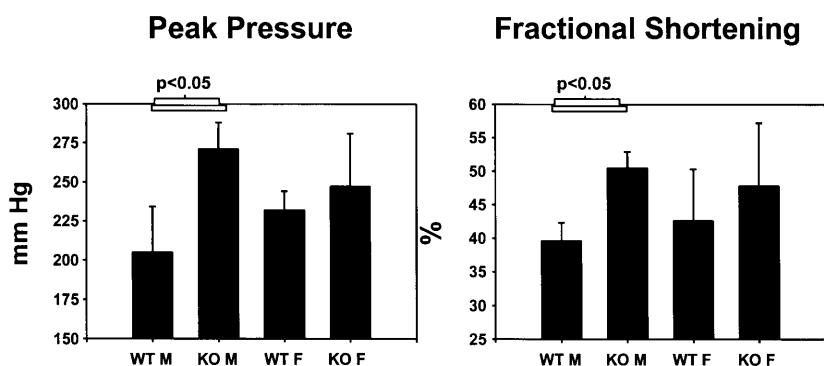 Peak Pressure
p<0.05
mm Hg
300
275
250
225
200
175
150
WT M KO M WT F KO F
Fractional Shortening
p<0.05
%
60
55
50
45
40
35
30
25
WT M KO M WT F KO F